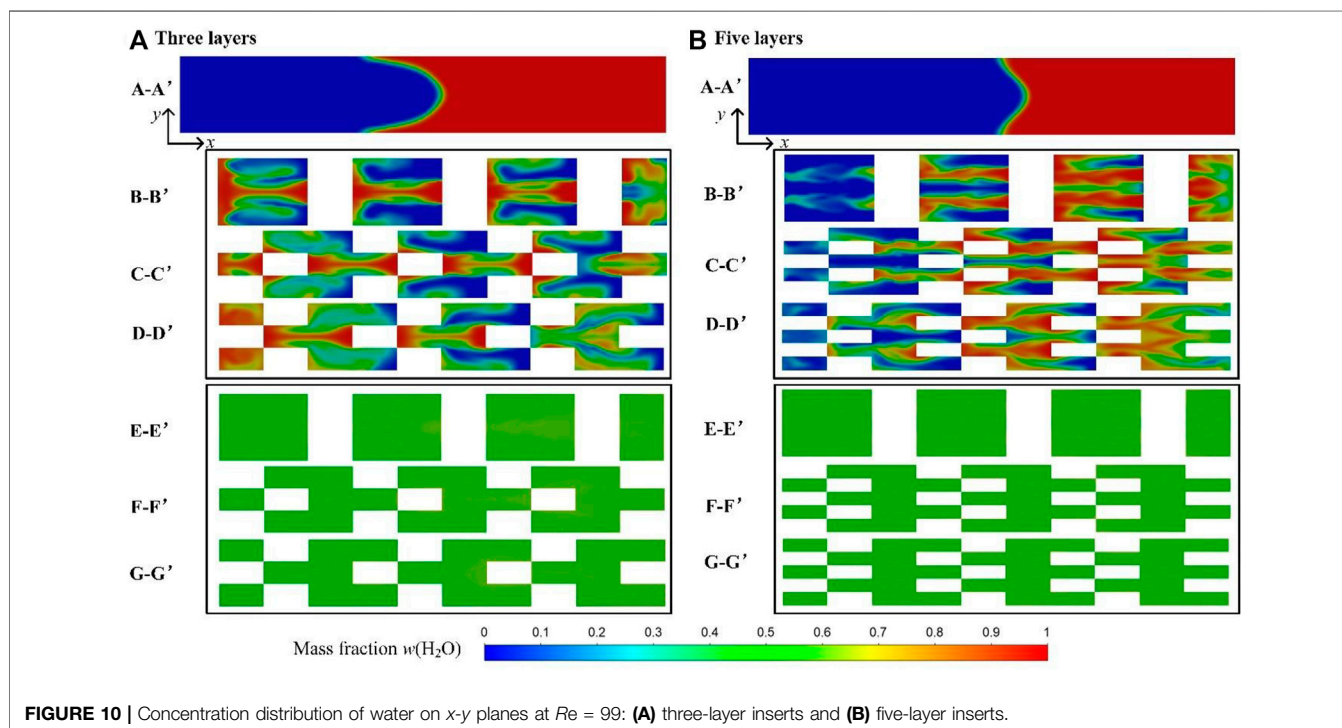 A Three layers
B Five layers
A-A’
y
x
B-B’
C-C’
D-D’
E-E’
F-F’
G-G’
A-A’
y
x
B-B’
C-C’
D-D’
E-E’
F-F’
G-G’
Mass fraction w(H₂O)
0 0.1 0.2 0.3 0.4 0.5 0.6 0.7 0.8 0.9 1
FIGURE 10 | Concentration distribution of water on x-y planes at Re = 99: (A) three-layer inserts and (B) five-layer inserts.